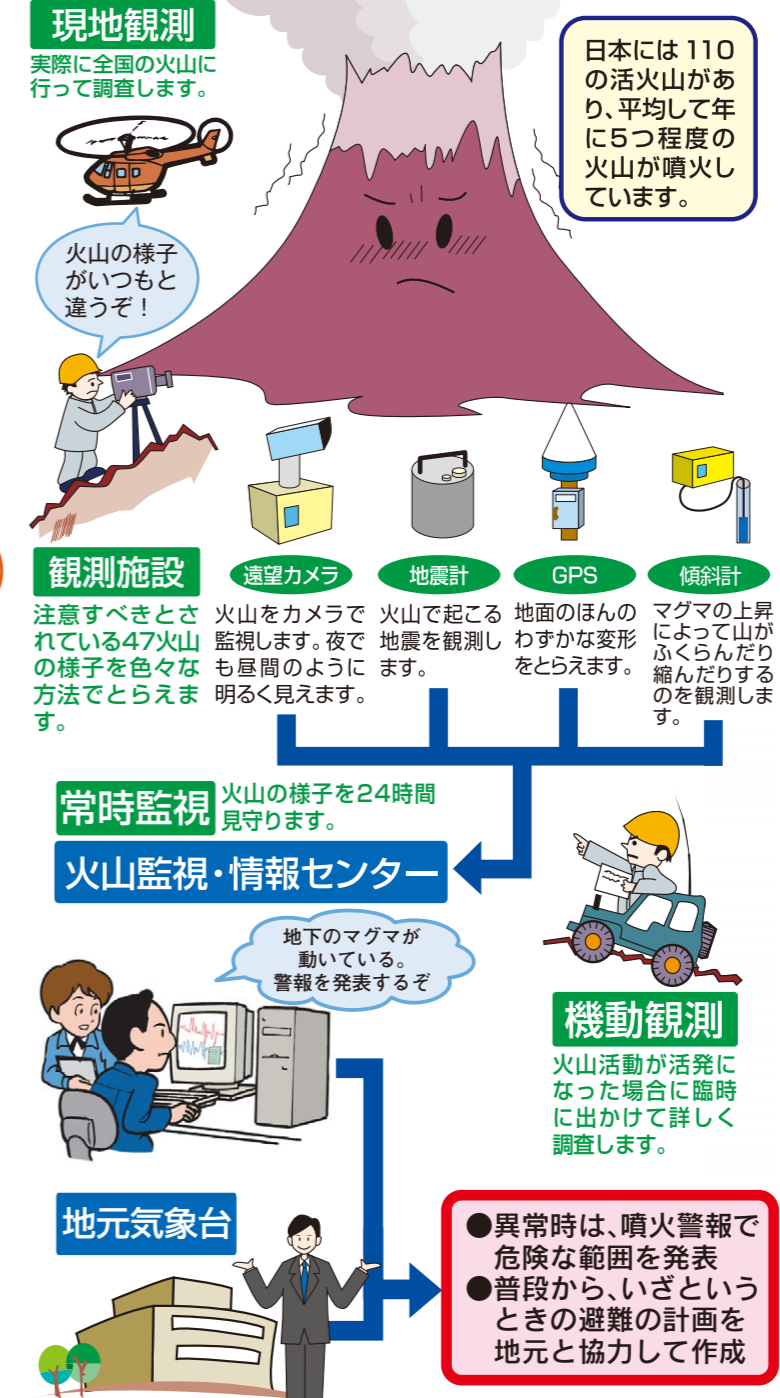 現地観測
実際に全国の火山に
行って調査します。
日本には110
の活火山があ
り、平均して年
に5つ程度の
火山が噴火し
ています。
火山の様子
がいつもと
違うぞ！
観測施設
注意すべきとさ
れている47火山
の様子を色々な
方法でとらえま
す。
遠望カメラ
火山をカメラで
監視します。夜で
も昼間のように
明るく見えます。
地震計
火山で起こる
地震を観測し
ます。
GPS
地面のほんの
わずかな変形
をとらえます。
傾斜計
マグマの上昇
によって山が
ふくらんだり
縮んだりする
のを観測しま
す。
常時監視
火山の様子を24時間
見守ります。
火山監視・情報センター
地下のマグマが
動いている。
警報を発表するぞ
機動観測
火山活動が活発に
なった場合に臨時
に出かけて詳しく
調査します。
地元気象台
●異常時は、噴火警報で
危険な範囲を発表
●普段から、いざという
ときの避難の計画を
地元と協力して作成